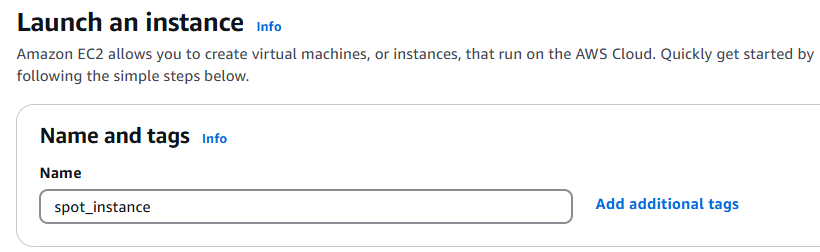 Launch an instance Info
Amazon EC2 allows you to create virtual machines, or instances, that run on the AWS Cloud. Quickly get started by
following the simple steps below.
Name and tags Info
Name
spot_instance
Add additional tags